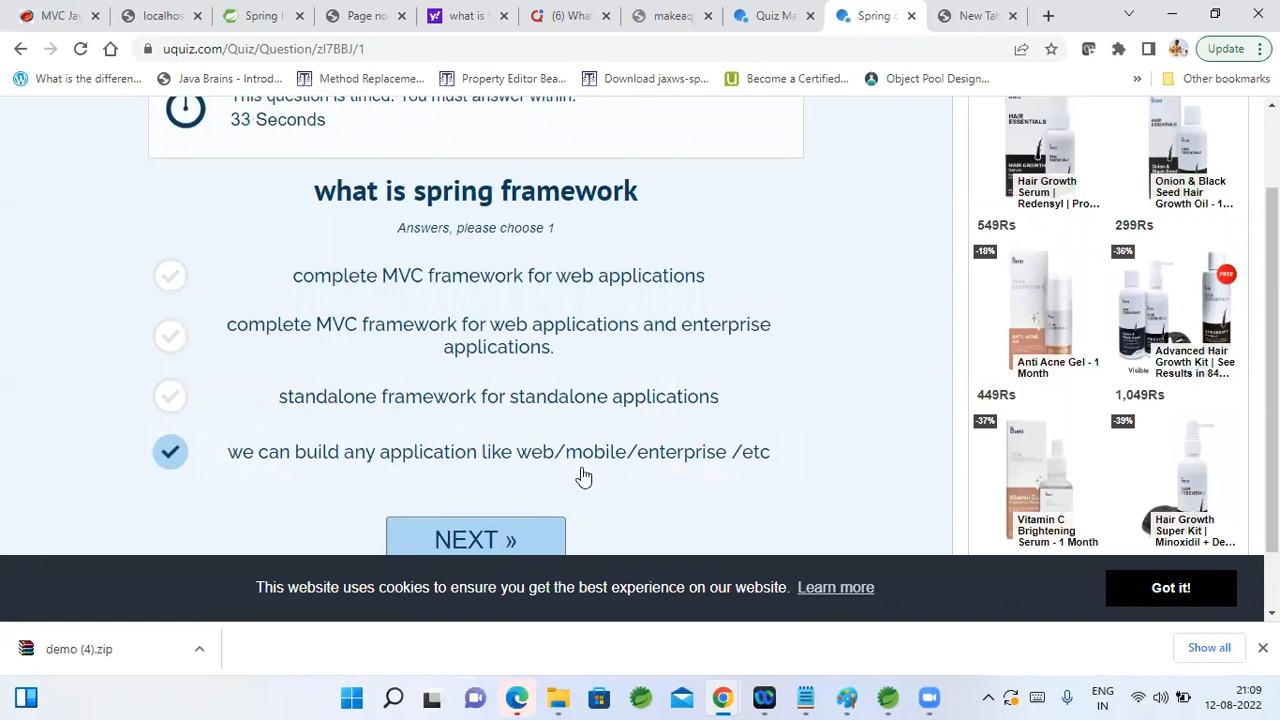 MVC Ja
localhos
Spring I
Page no
what is t
(6) What
makeaq
Quiz Ma
Spring c
New Tab
uquiz.com/Quiz/Question/zI7BBJ/1
Update
What is the differen...
Java Brains - Introd...
Method Replaceme...
Property Editor Bea...
Download jaxws-sp...
Become a Certified...
Object Pool Design...
»
Other bookmarks
This question is timed. You must answer within:
33 Seconds
what is spring framework
Answers, please choose 1
complete MVC framework for web applications
complete MVC framework for web applications and enterprise
applications.
standalone framework for standalone applications
we can build any application like web/mobile/enterprise /etc
NEXT »
HAIR
ESSENTIALS
Hair Growth
Serum |
Redensyl | Pro...
549Rs
Onion & Black
Seed Hair
Growth Oil - 1...
299Rs
-18%
Anti Acne Gel - 1
Month
449Rs
-36%
FREE
Visible
Advanced Hair
Growth Kit | See
Results in 84...
1,049Rs
-37%
Vitamin C
Brightening
Serum - 1 Month
-39%
Hair Growth
Super Kit |
Minoxidil + De...
This website uses cookies to ensure you get the best experience on our website. Learn more
Got it!
demo (4).zip
Show all
ENG
IN
21:09
12-08-2022